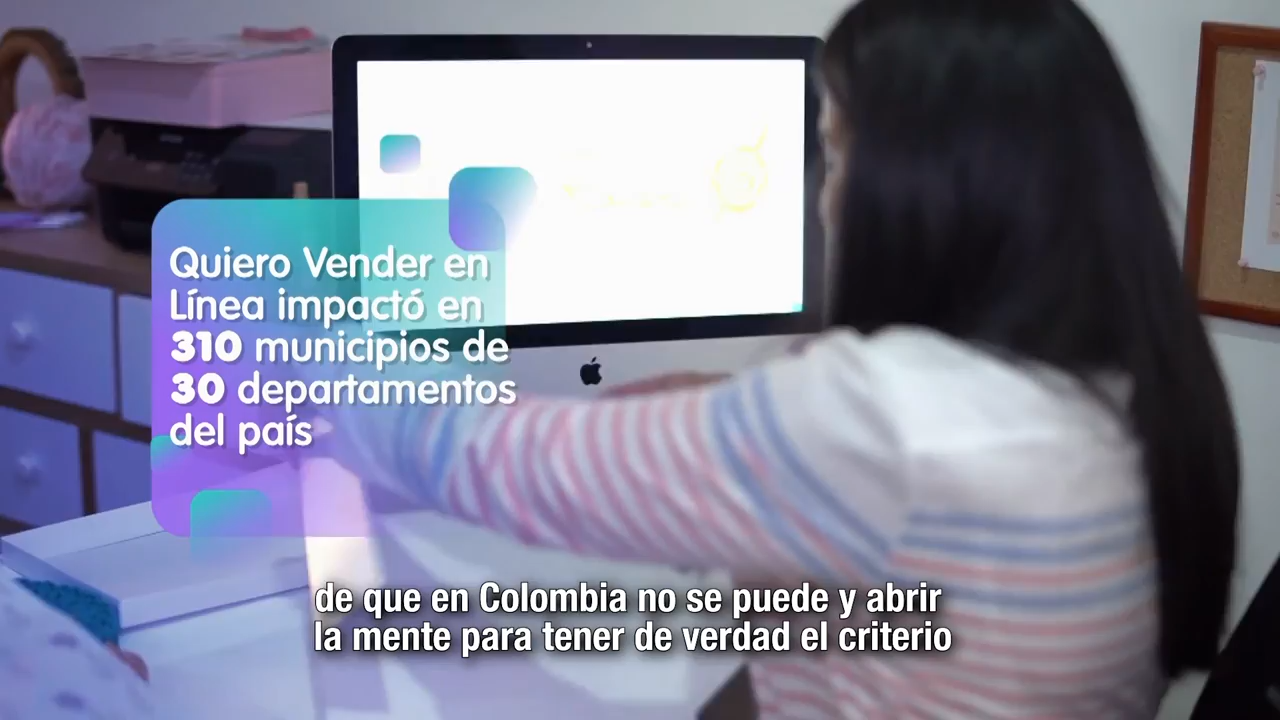 Quiero Vender en
Línea impactó en
310 municipios de
30 departamentos
del país
de que en Colombia no se puede y abrir
la mente para tener de verdad el criterio